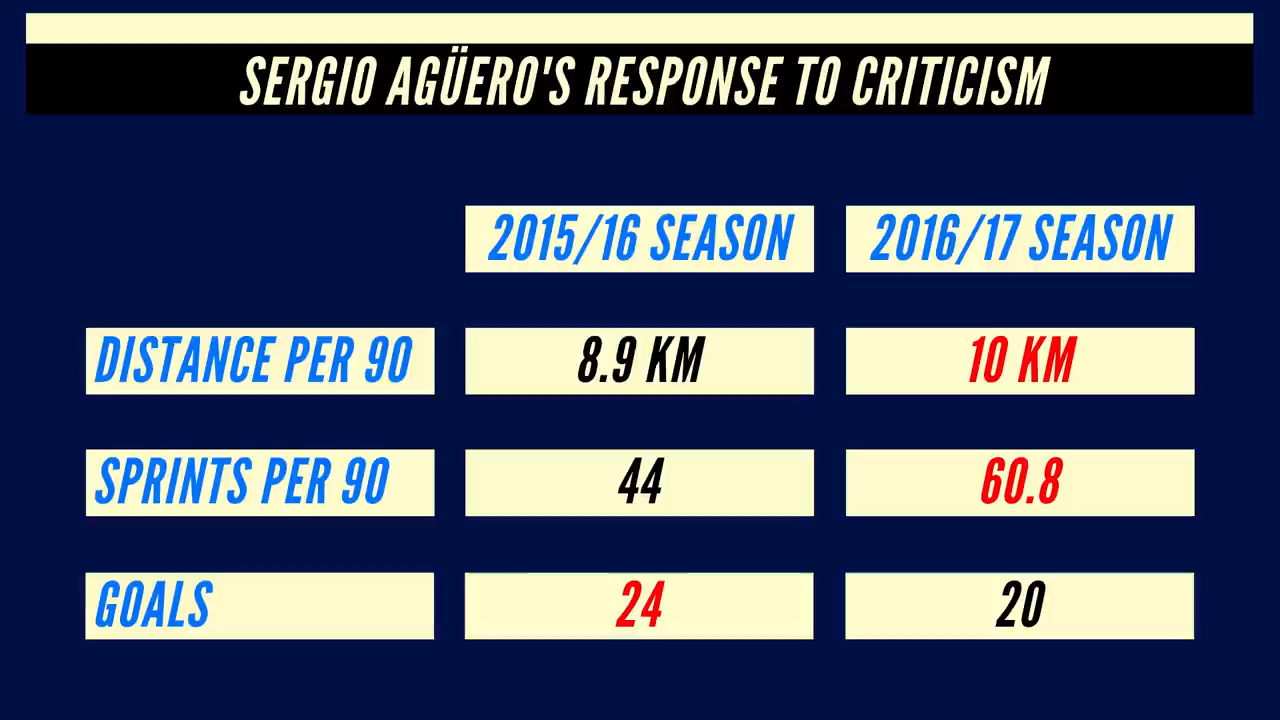 SERGIO AGÜERO'S RESPONSE TO CRITICISM
2015/16 SEASON 2016/17 SEASON
DISTANCE PER 90 8.9 KM 10 KM
SPRINTS PER 90 44 60.8
GOALS 24 20